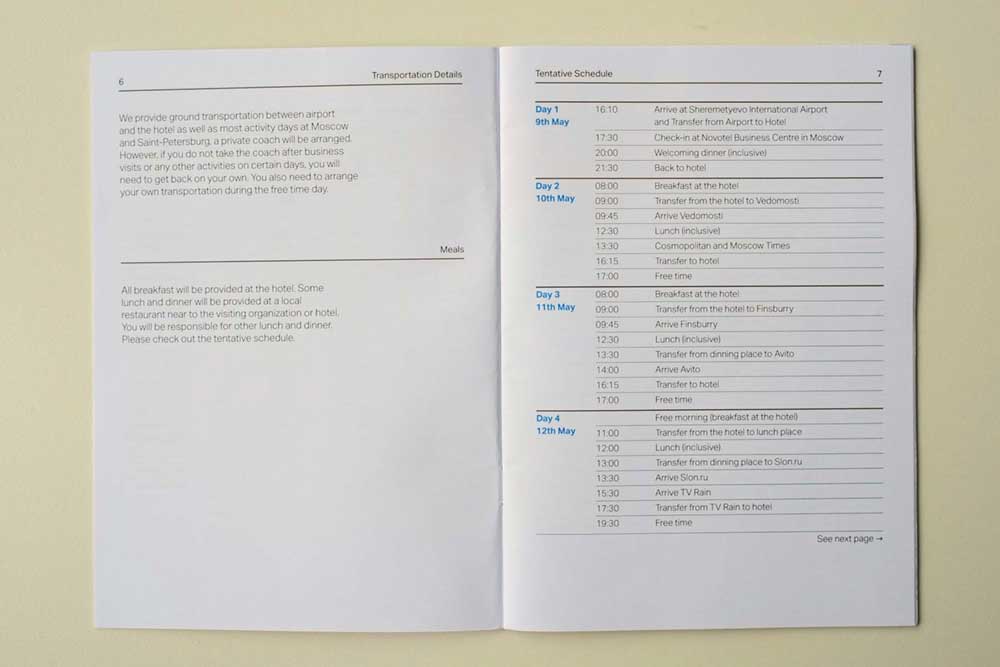 6
Transportation Details
We provide ground transportation between airport
and the hotel as well as most activity days at Moscow
and Saint-Petersburg, a private coach will be arranged.
However, if you do not take the coach after business
visits or any other activities on certain days, you will
need to get back on your own. You also need to arrange
your own transportation during the free time day.
Meals
All breakfast will be provided at the hotel. Some
lunch and dinner will be provided at a local
restaurant near to the visiting organization or hotel.
You will be responsible for other lunch and dinner.
Please check out the tentative schedule.
Tentative Schedule
7
Day 1 16:10 Arrive at Sheremetyevo International Airport
9th May and Transfer from Airport to Hotel
17:30 Check-in at Novotel Business Centre in Moscow
20:00 Welcoming dinner (inclusive)
21:30 Back to hotel
Day 2 08:00 Breakfast at the hotel
10th May 09:00 Transfer from the hotel to Vedomosti
09:45 Arrive Vedomosti
12:30 Lunch (inclusive)
13:30 Cosmopolitan and Moscow Times
16:15 Transfer to hotel
17:00 Free time
Day 3 08:00 Breakfast at the hotel
11th May 09:00 Transfer from the hotel to Finsburry
09:45 Arrive Finsburry
12:30 Lunch (inclusive)
13:30 Transfer from dinning place to Avito
14:00 Arrive Avito
16:15 Transfer to hotel
17:00 Free time
Day 4 Free morning (breakfast at the hotel)
12th May 11:00 Transfer from the hotel to lunch place
12:00 Lunch (inclusive)
13:00 Transfer from dinning place to Slon.ru
13:30 Arrive Slon.ru
15:30 Arrive TV Rain
17:30 Transfer from TV Rain to hotel
19:30 Free time
See next page →